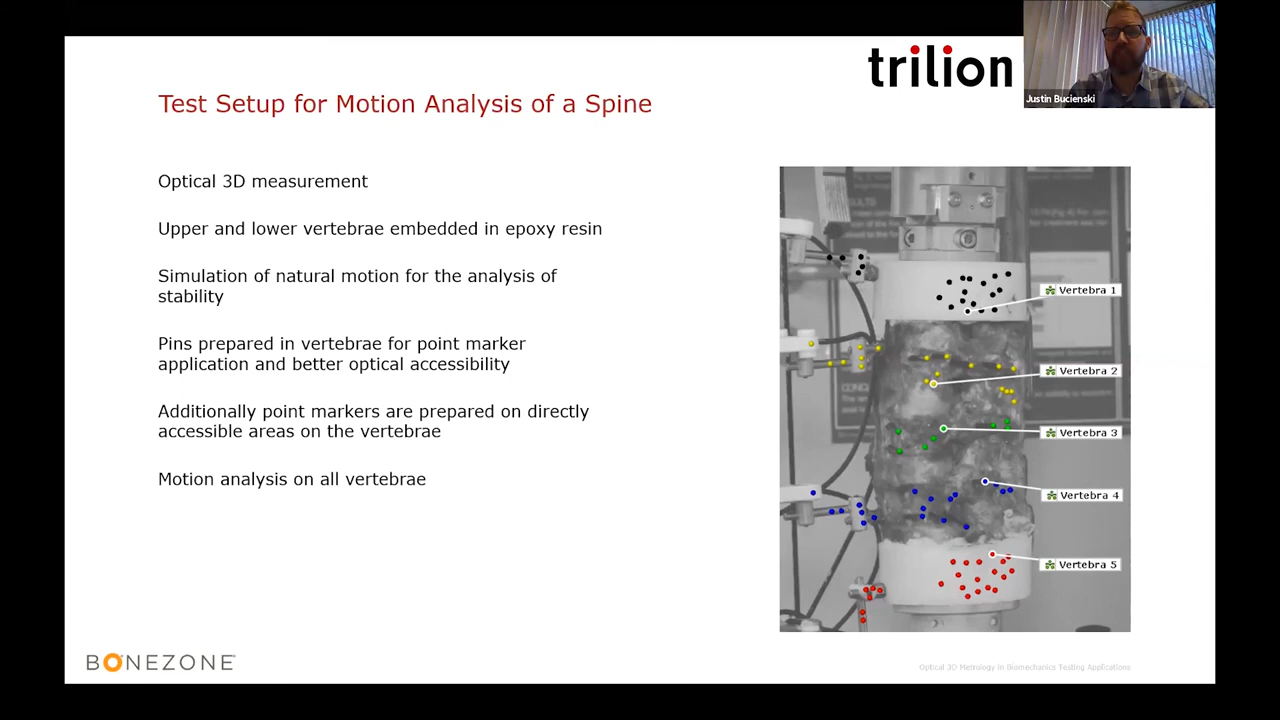 trilion
Justin Bucienski
Test Setup for Motion Analysis of a Spine
Optical 3D measurement
Upper and lower vertebrae embedded in epoxy resin
Simulation of natural motion for the analysis of
stability
Pins prepared in vertebrae for point marker
application and better optical accessibility
Additionally point markers are prepared on directly
accessible areas on the vertebrae
Motion analysis on all vertebrae
Vertebra 1
Vertebra 2
Vertebra 3
Vertebra 4
Vertebra 5
BONEZONE
Optical 3D Metrology in Biomechanics Testing Applications